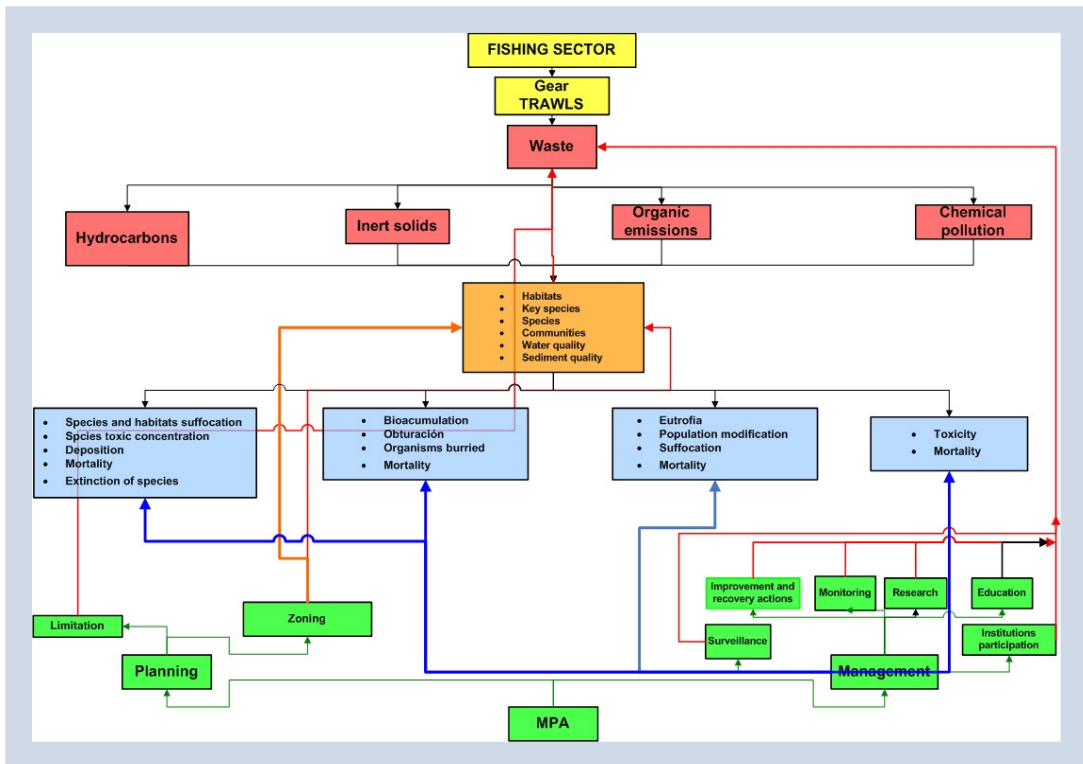 FISHING SECTOR
Gear
TRAWLS
Waste
Hydrocarbons
Inert solids
Organic
emissions
Chemical
pollution
• Habitats
• Key species
• Species
• Communities
• Water quality
• Sediment quality
• Species and habitats suffocation
• Spcies toxic concentration
• Deposition
• Mortality
• Extinction of species
• Bioacumulation
• Obturación
• Organisms burried
• Mortality
• Eutrofia
• Population modification
• Suffocation
• Mortality
• Toxicity
• Mortality
Improvement and
recovery actions
Monitoring
Research
Education
Limitation
Zoning
Surveillance
Institutions
participation
Planning
Management
MPA